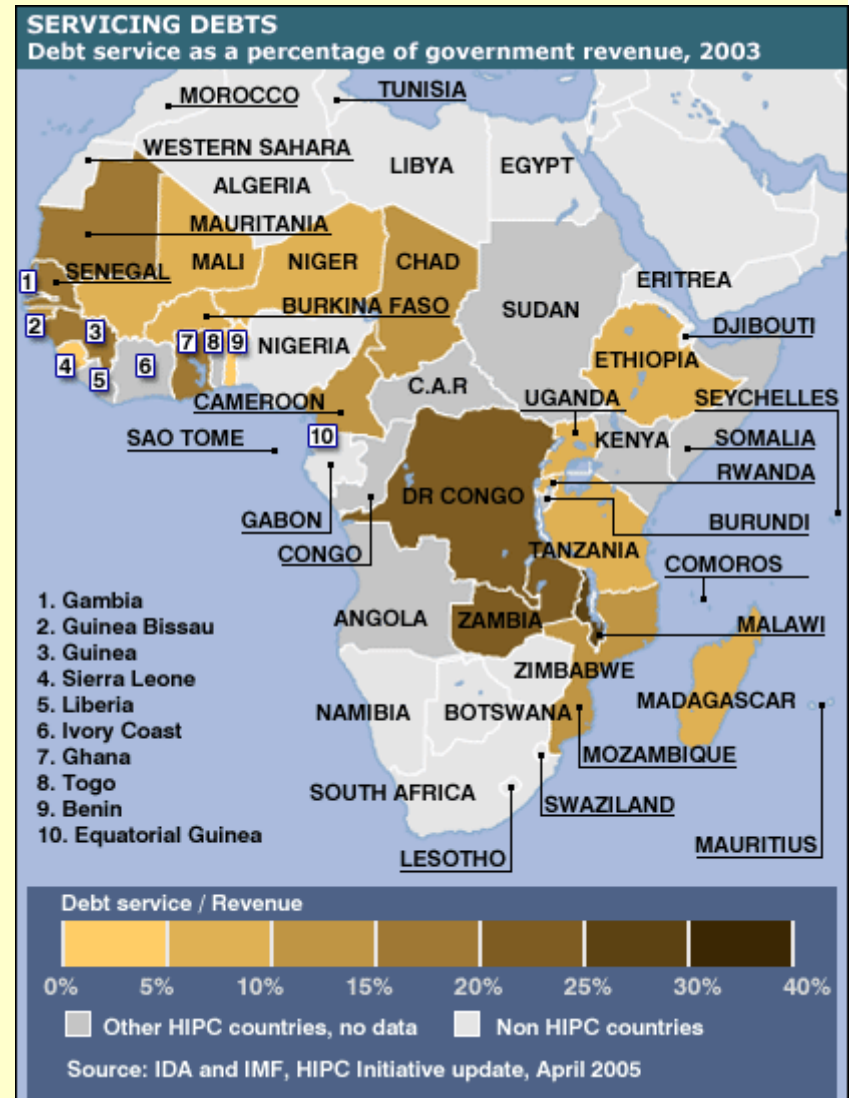 SERVICING DEBTS
Debt service as a percentage of government revenue, 2003
MOROCCO
TUNISIA
WESTERN SAHARA
ALGERIA
LIBYA
EGYPT
MAURITANIA
SENEGAL
MALI
NIGER
CHAD
SUDAN
ERITREA
1
BURKINA FASO
2
3
7
8
9
NIGERIA
DJIBOUTI
ETHIOPIA
4
5
6
C.A.R
CAMEROON
UGANDA
SEYCHELLES
SAO TOME
10
KENYA
SOMALIA
RWANDA
DR CONGO
GABON
BURUNDI
CONGO
TANZANIA
COMOROS
1. Gambia
2. Guinea Bissau
3. Guinea
4. Sierra Leone
5. Liberia
6. Ivory Coast
7. Ghana
8. Togo
9. Benin
10. Equatorial Guinea
ANGOLA
ZAMBIA
MALAWI
ZIMBABWE
NAMIBIA
BOTSWANA
MADAGASCAR
MOZAMBIQUE
SOUTH AFRICA
SWAZILAND
LESOTHO
MAURITIUS
Debt service / Revenue
0% 5% 10% 15% 20% 25% 30% 40%
Other HIPC countries, no data
Non HIPC countries
Source: IDA and IMF, HIPC Initiative update, April 2005